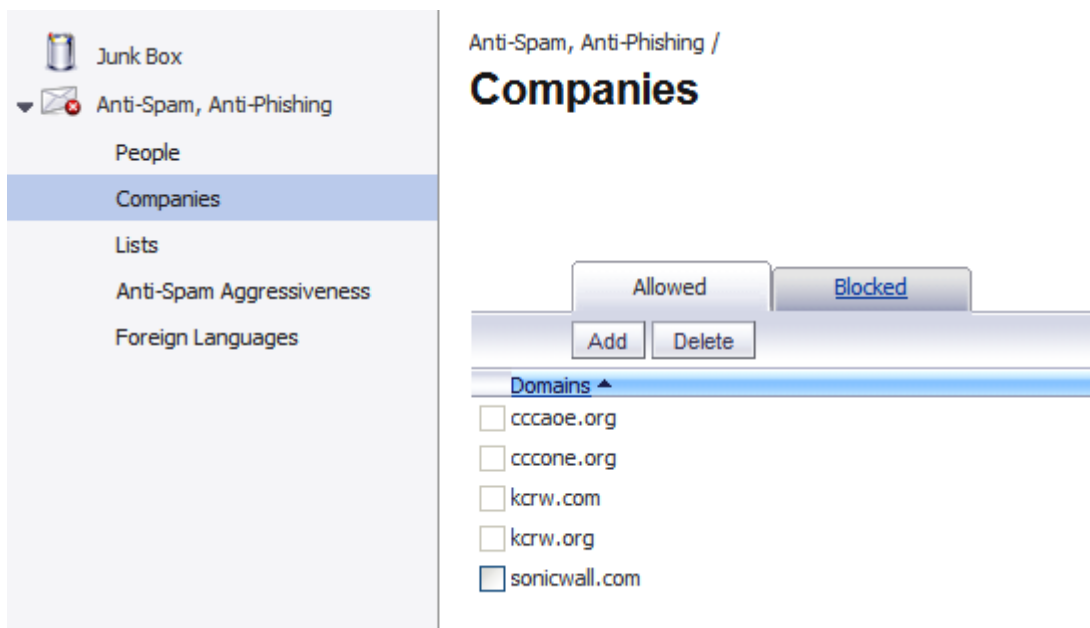 Junk Box
Anti-Spam, Anti-Phishing
People
Companies
Lists
Anti-Spam Aggressiveness
Foreign Languages
Anti-Spam, Anti-Phishing /
Companies
Allowed Blocked
Add Delete
Domains
cccaoe.org
cccone.org
kcrw.com
kcrw.org
sonicwall.com